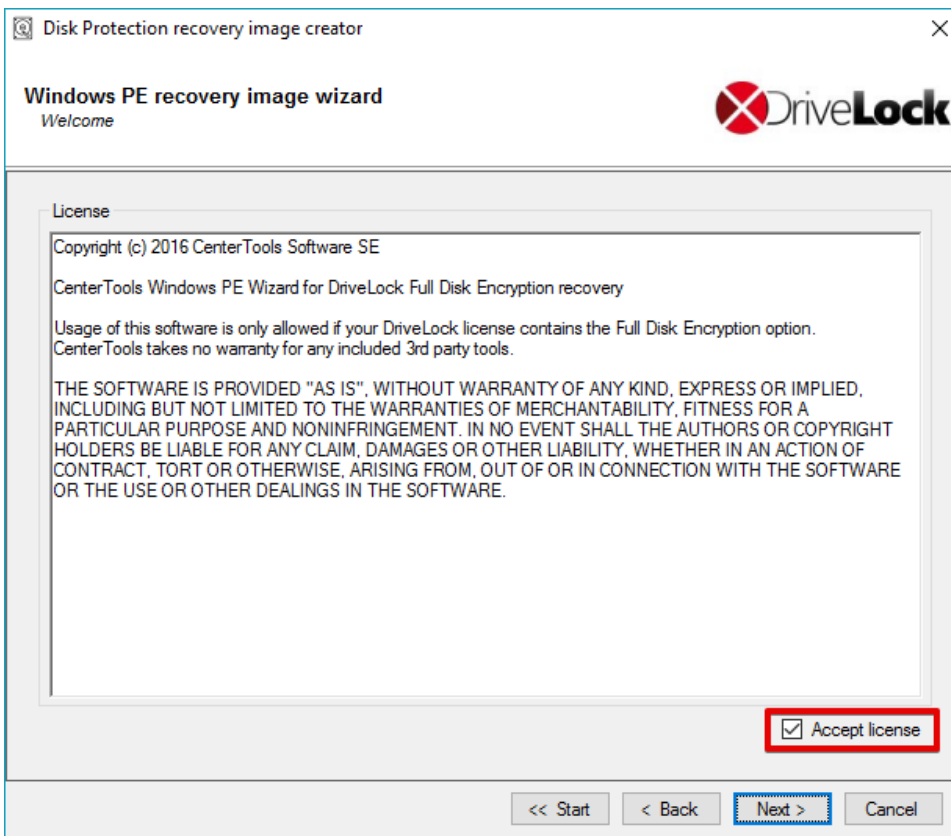 Disk Protection recovery image creator
Windows PE recovery image wizard
Welcome
DriveLock
License
Copyright (c) 2016 CenterTools Software SE
CenterTools Windows PE Wizard for DriveLock Full Disk Encryption recovery
Usage of this software is only allowed if your DriveLock license contains the Full Disk Encryption option.
CenterTools takes no warranty for any included 3rd party tools.
THE SOFTWARE IS PROVIDED "AS IS", WITHOUT WARRANTY OF ANY KIND, EXPRESS OR IMPLIED,
INCLUDING BUT NOT LIMITED TO THE WARRANTIES OF MERCHANTABILITY, FITNESS FOR A
PARTICULAR PURPOSE AND NONINFRINGEMENT. IN NO EVENT SHALL THE AUTHORS OR COPYRIGHT
HOLDERS BE LIABLE FOR ANY CLAIM, DAMAGES OR OTHER LIABILITY, WHETHER IN AN ACTION OF
CONTRACT, TORT OR OTHERWISE, ARISING FROM, OUT OF OR IN CONNECTION WITH THE SOFTWARE
OR THE USE OR OTHER DEALINGS IN THE SOFTWARE.
Accept license
<< Start
< Back
Next >
Cancel